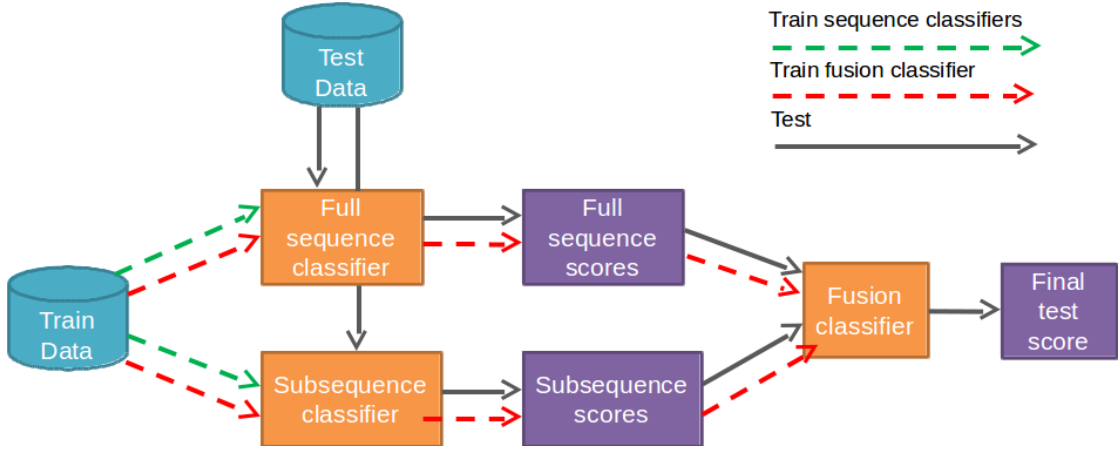 Train sequence classifiers
Train fusion classifier
Test
Test
Data
Full
sequence
classifier
Full
sequence
scores
Train
Data
Fusion
classifier
Final
test
score
Subsequence
classifier
Subsequence
scores